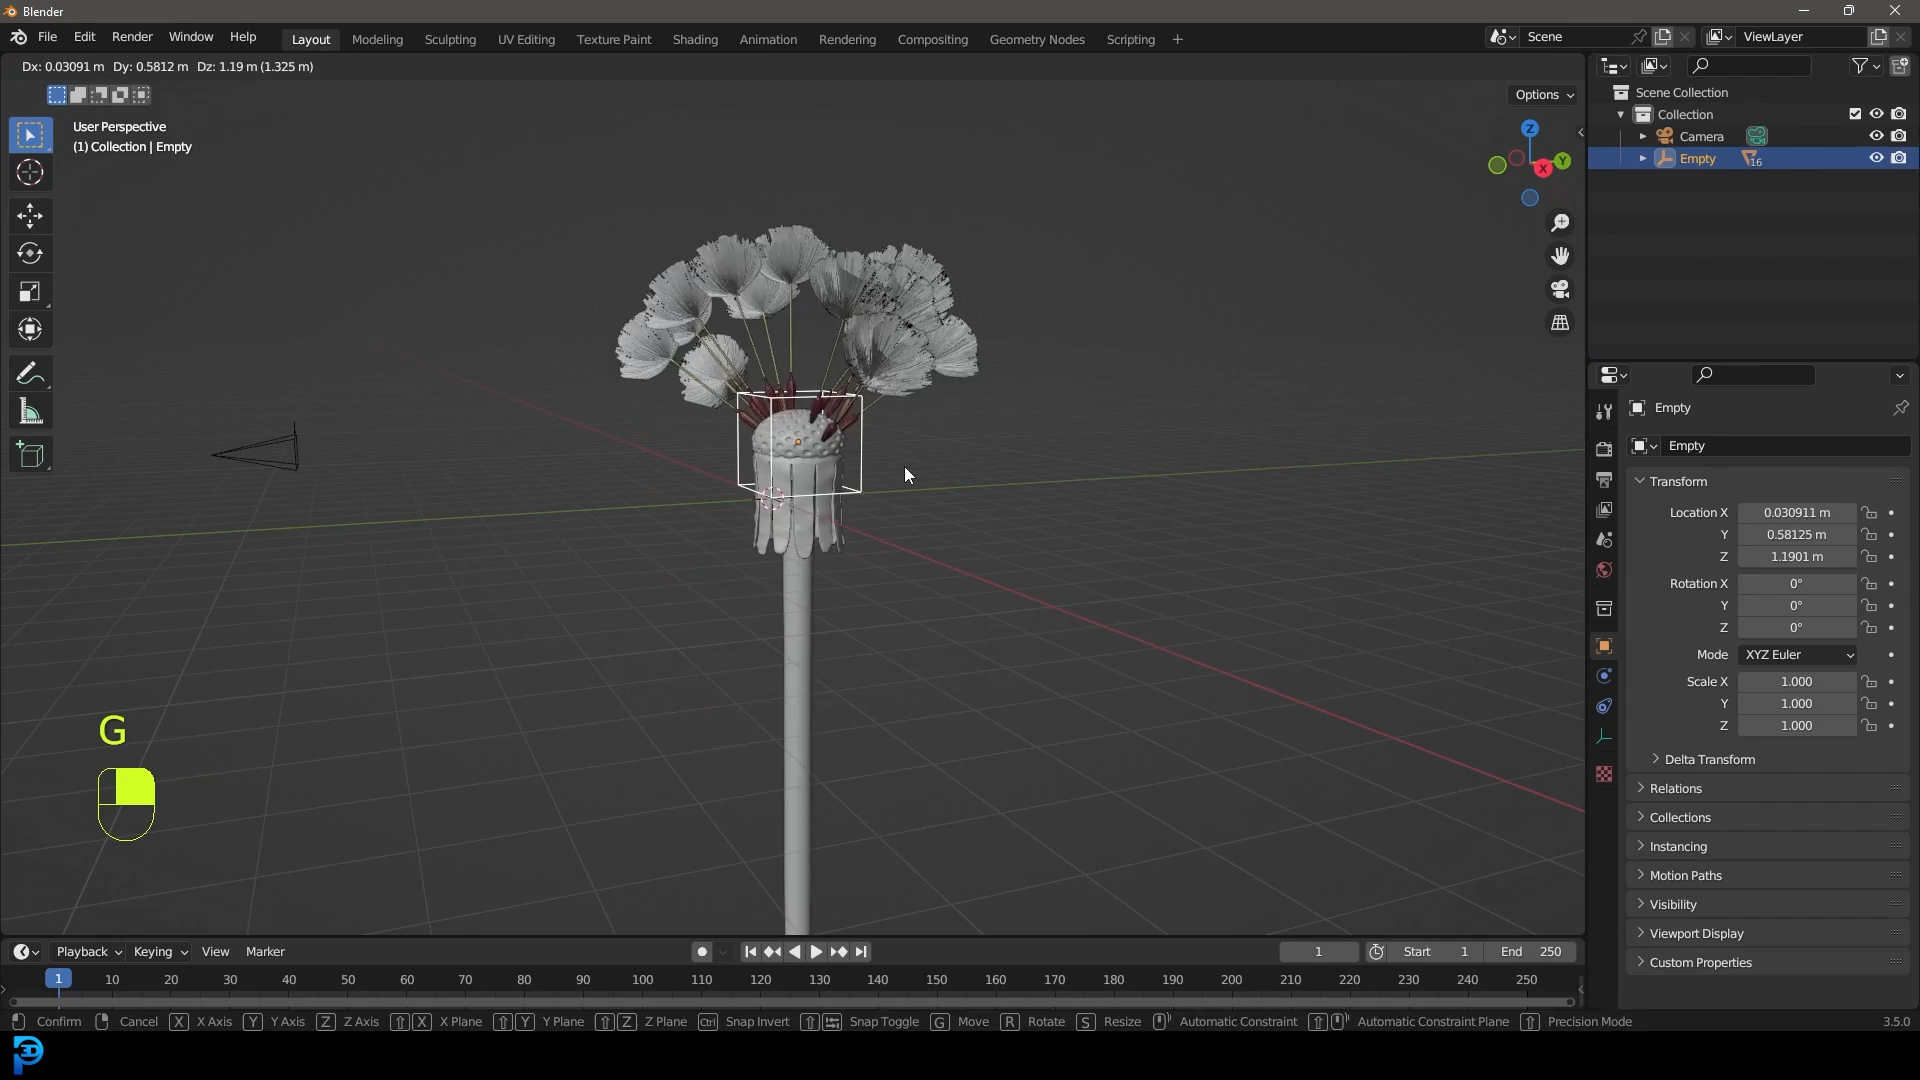 Blender
File Edit Render Window Help Layout Modeling Sculpting UV Editing Texture Paint Shading Animation Rendering Compositing Geometry Nodes Scripting + Scene ViewLayer
Dx: 0.03091 m Dy: 0.5812 m Dz: 1.19 m (1.325 m)
Options
User Perspective
(1) Collection | Empty
Z
Y
X
Scene Collection
Collection
Camera
Empty 16
Empty
Empty
Transform
Location X 0.030911 m
Y 0.58125 m
Z 1.1901 m
Rotation X 0°
Y 0°
Z 0°
Mode XYZ Euler
Scale X 1.000
Y 1.000
Z 1.000
Delta Transform
Relations
Collections
Instancing
Motion Paths
Visibility
Viewport Display
Custom Properties
G
Playback Keying View Marker 1 Start 1 End 250
1 10 20 30 40 50 60 70 80 90 100 110 120 130 140 150 160 170 180 190 200 210 220 230 240 250
Confirm Cancel X X Axis Y Y Axis Z Z Axis X X Plane Y Y Plane Z Z Plane Ctrl Snap Invert Snap Toggle G Move R Rotate S Resize Automatic Constraint Automatic Constraint Plane Precision Mode 3.5.0
3D